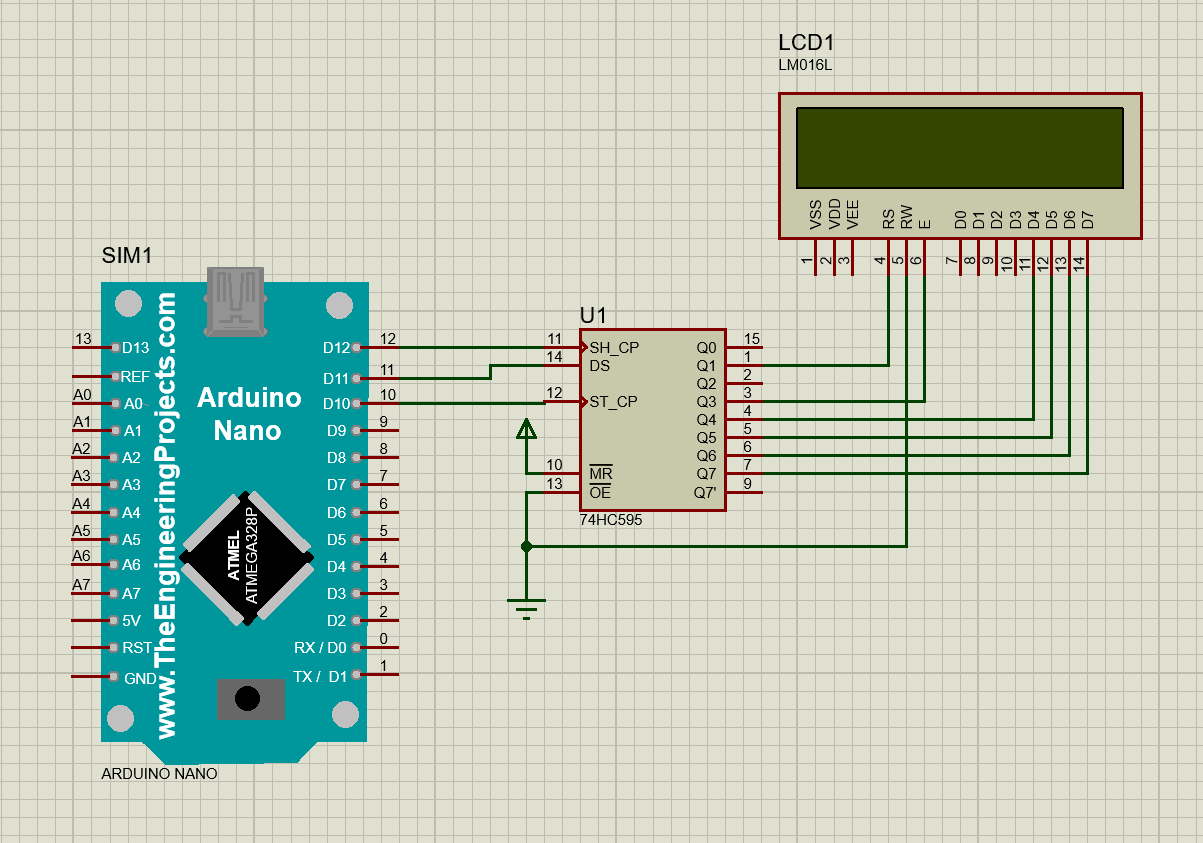 LCD1
LM016L
VSS
VDD
VEE
RS
RW
E
D0
D1
D2
D3
D4
D5
D6
D7
1
2
3
4
5
6
7
8
9
10
11
12
13
14
SIM1
www.TheEngineeringProjects.com
Arduino
Nano
ATMEL
ATMEGA328P
13 D13
REF
A0 A0
A1 A1
A2 A2
A3 A3
A4 A4
A5 A5
A6 A6
A7 A7
5V
RST
GND
D12 12
D11 11
D10 10
D9 9
D8 8
D7 7
D6 6
D5 5
D4 4
D3 3
D2 2
RX / D0 0
TX / D1 1
ARDUINO NANO
U1
11 SH_CP Q0 15
14 DS Q1 1
Q2 2
12 ST_CP Q3 3
Q4 4
Q5 5
Q6 6
10 MR Q7 7
13 OE Q7' 9
74HC595